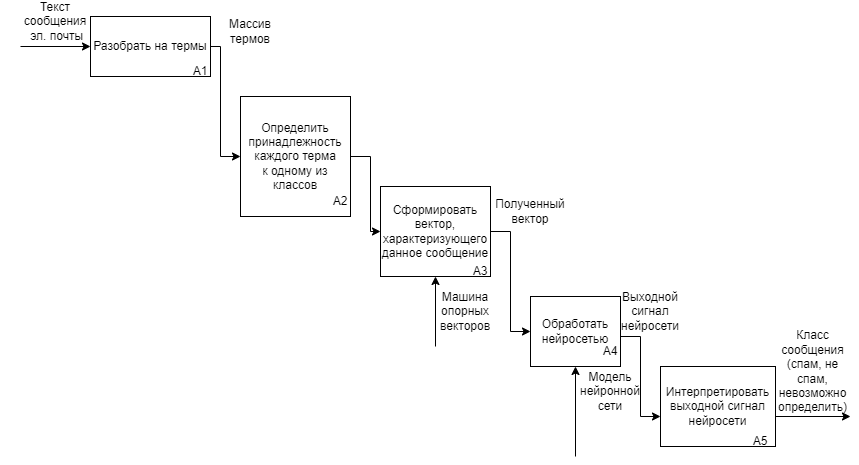 Текст
сообщения
эл. почты
Разобрать на термы
A1
Массив
термов
Определить
принадлежность
каждого терма
к одному из
классов
A2
Сформировать
вектор,
характеризующего
данное сообщение
A3
Полученный
вектор
Машина
опорных
векторов
Обработать
нейросетью
A4
Выходной
сигнал
нейросети
Модель
нейронной
сети
Интерпретировать
выходной сигнал
нейросети
A5
Класс
сообщения
(спам, не
спам,
невозможно
определить)